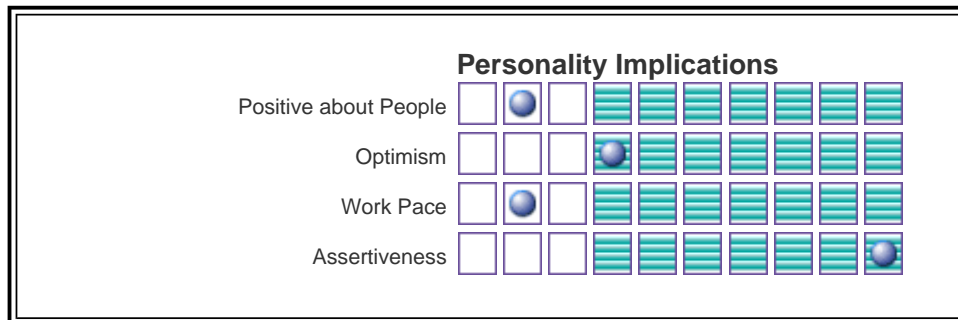 Personality Implications
Positive about People
Optimism
Work Pace
Assertiveness